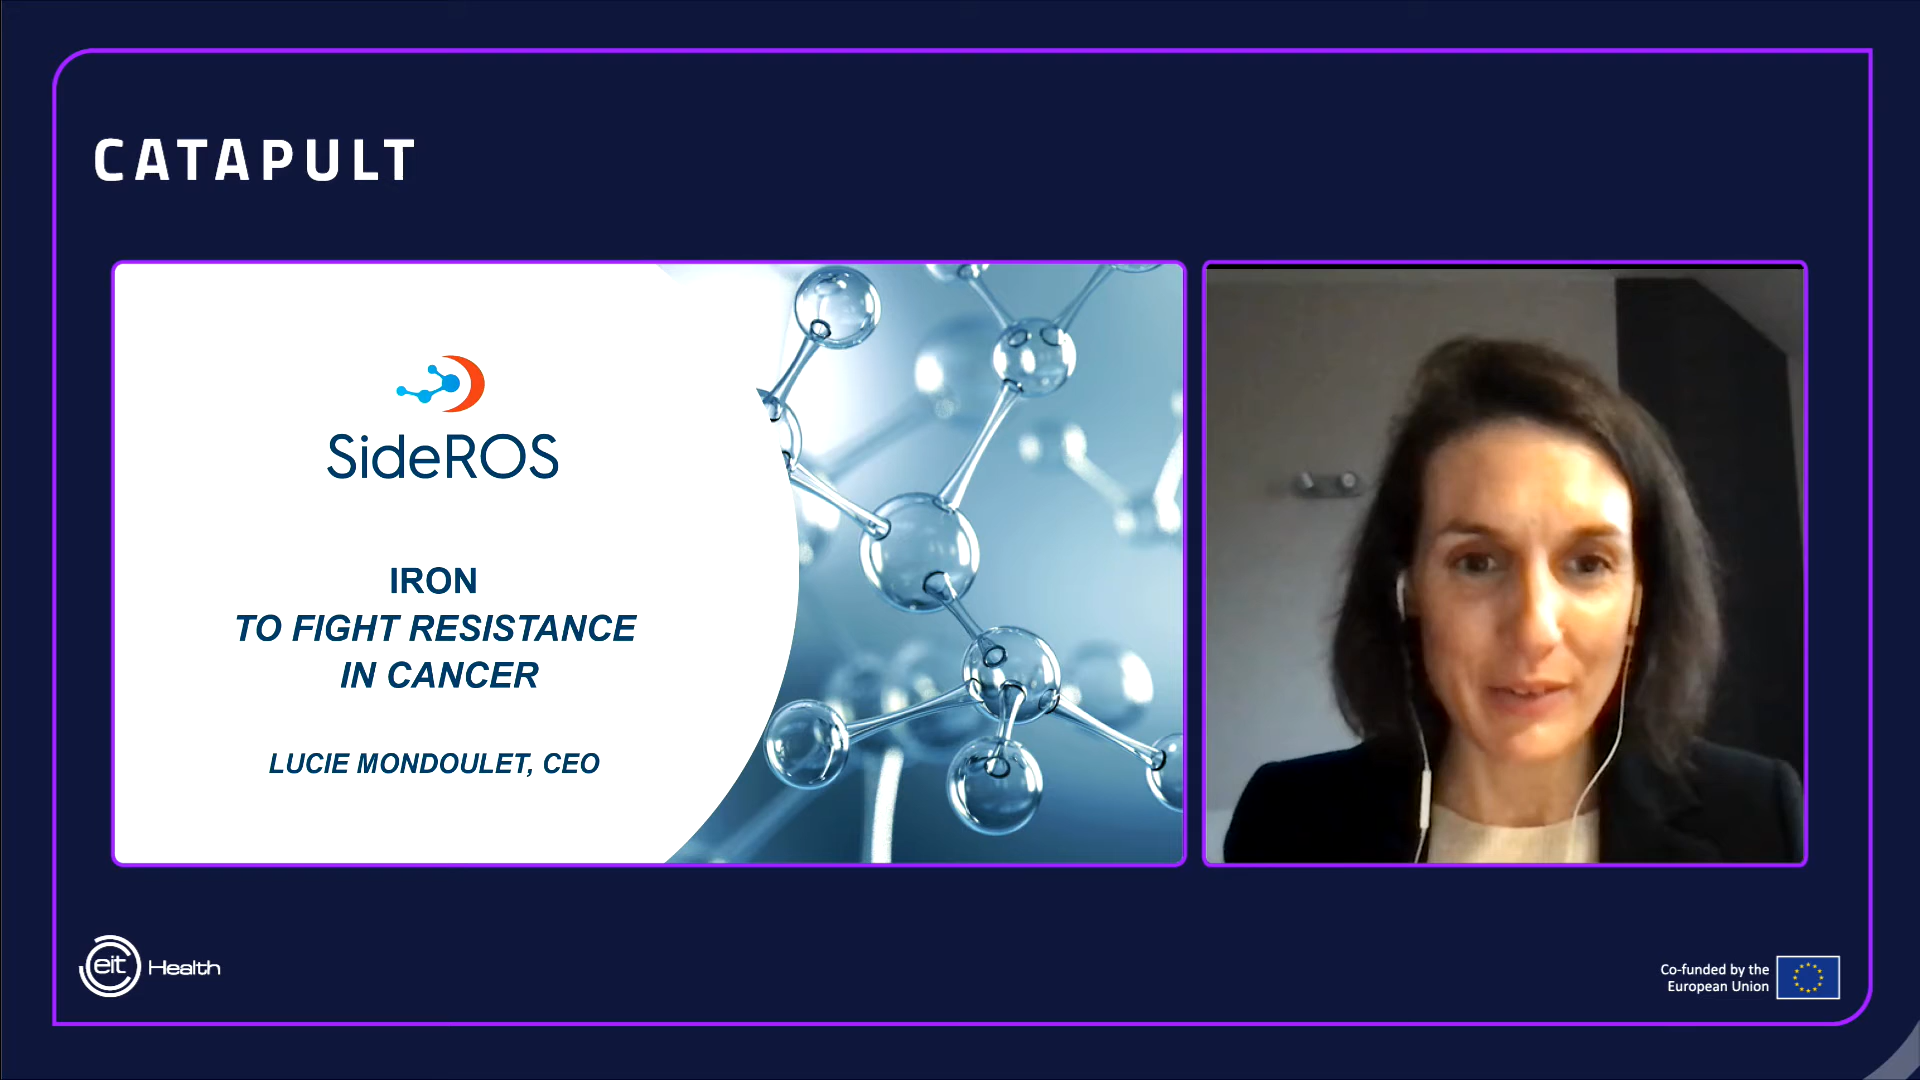 CATAPULT
SideROS
IRON
TO FIGHT RESISTANCE
IN CANCER
LUCIE MONDOULET, CEO
eit Health
Co-funded by the
European Union